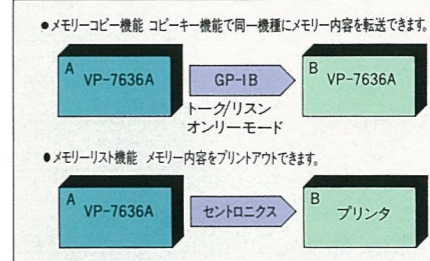 ●メモリーコピー機能 コピーキー機能で同一機種にメモリー内容を転送できます。
A
VP-7636A
GP-IB
B
VP-7636A
トーク/リスン
オンリーモード
●メモリーリスト機能 メモリー内容をプリントアウトできます。
A
VP-7636A
セントロニクス
B
プリンタ